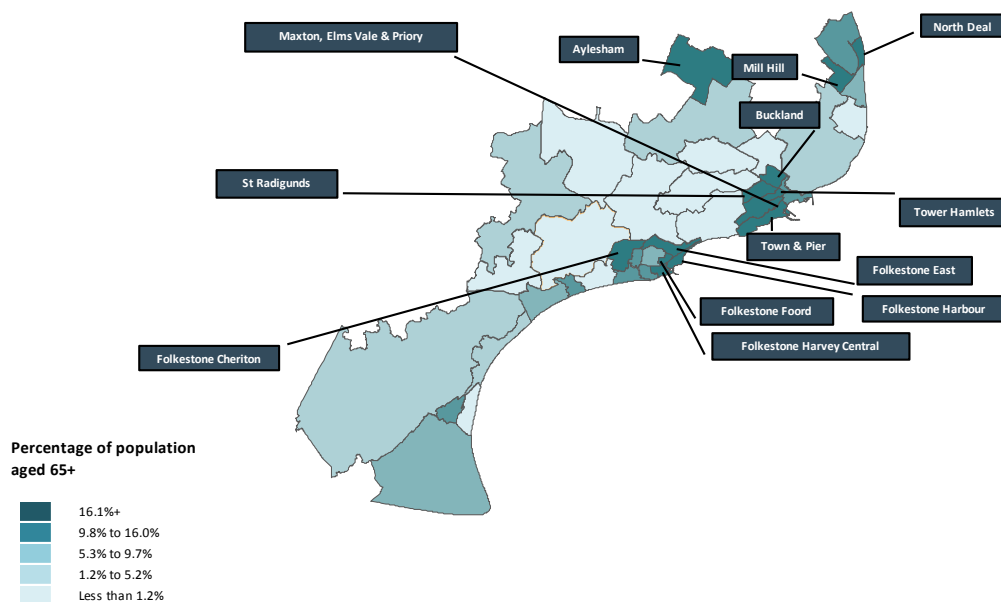 North Deal
Maxton, Elms Vale & Priory
Aylesham
Mill Hill
Buckland
St Radigunds
Tower Hamlets
Town & Pier
Folkestone East
Folkestone Harbour
Folkestone Foord
Folkestone Harvey Central
Folkestone Cheriton
Percentage of population
aged 65+
16.1%+
9.8% to 16.0%
5.3% to 9.7%
1.2% to 5.2%
Less than 1.2%